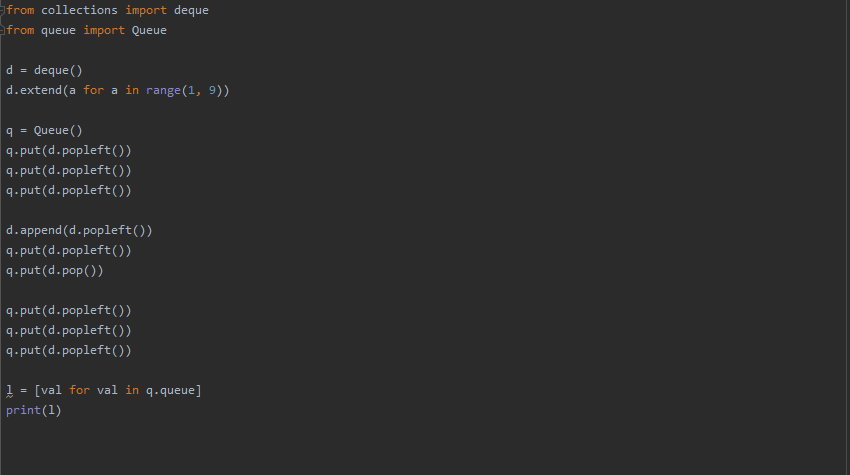 from collections import deque
from queue import Queue
d = deque()
d.extend(a for a in range(1, 9))
q = Queue()
q.put(d.popleft())
q.put(d.popleft())
q.put(d.popleft())
d.append(d.popleft())
q.put(d.popleft())
q.put(d.pop())
q.put(d.popleft())
q.put(d.popleft())
q.put(d.popleft())
l = [val for val in q.queue]
print(l)